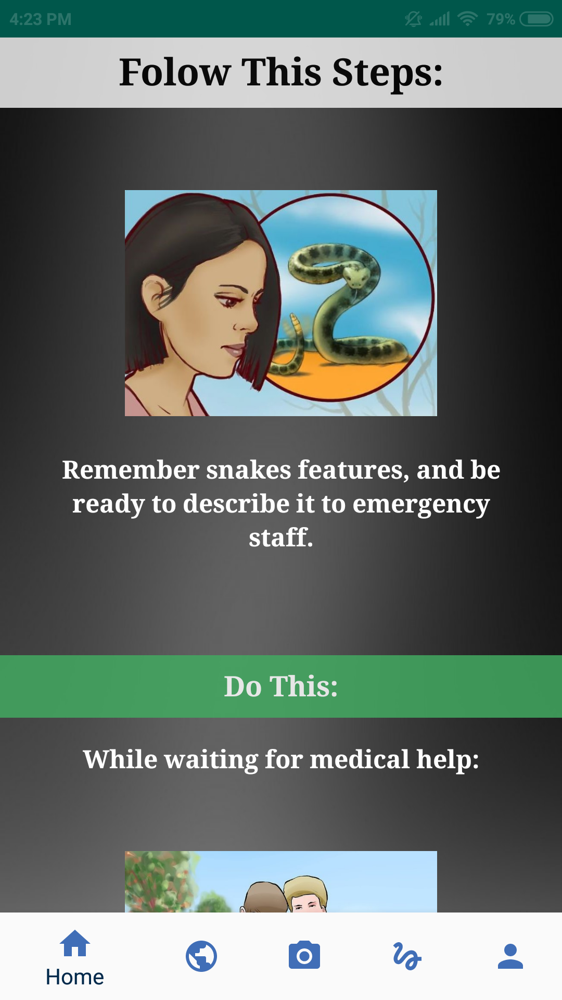 4:23 PM
79%
Folow This Steps:
Remember snakes features, and be
ready to describe it to emergency
staff.
Do This:
While waiting for medical help:
Home